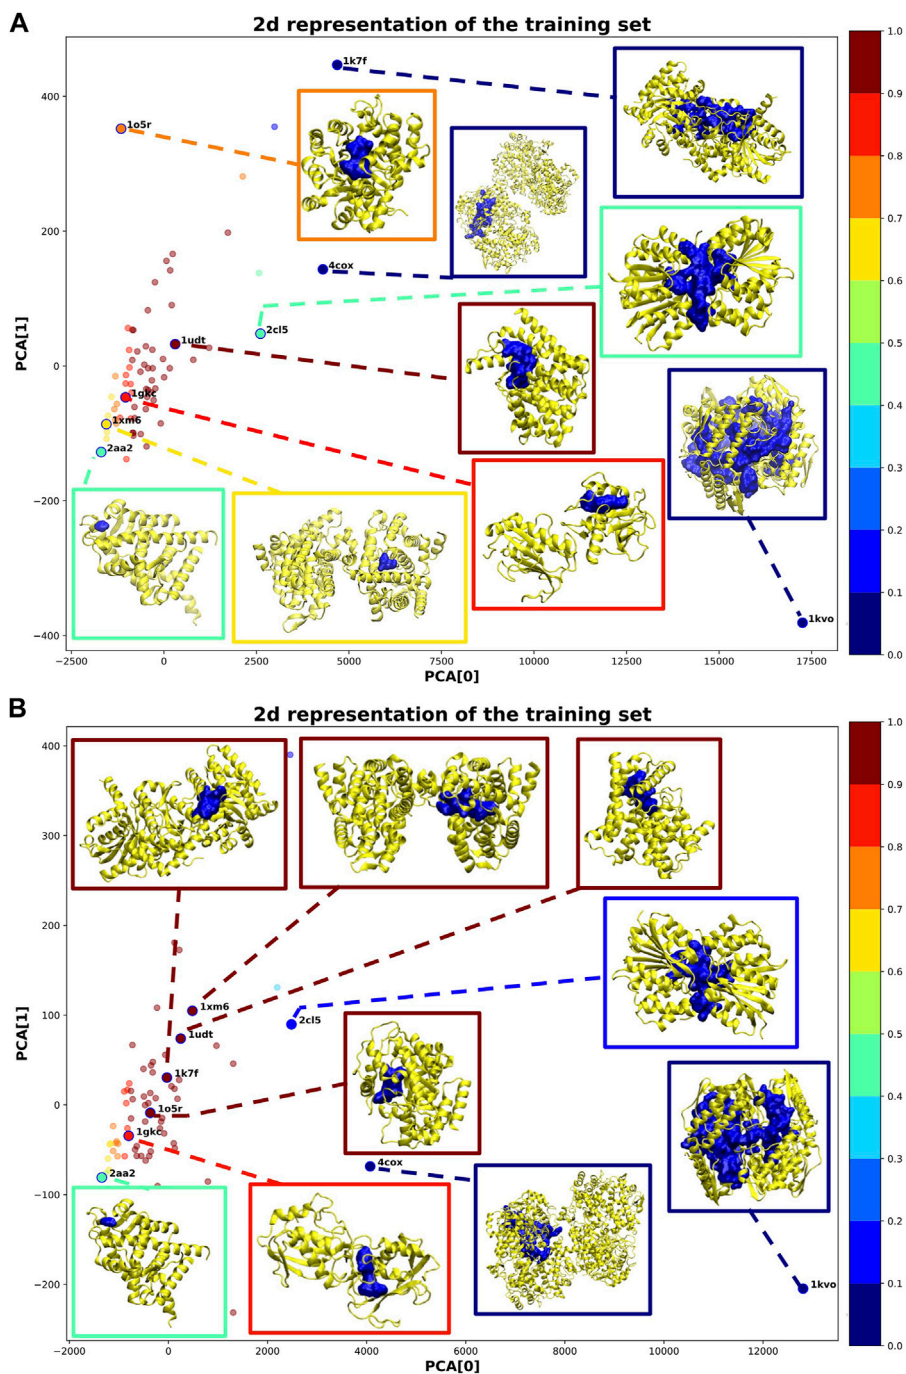 A
2d representation of the training set
1.0
0.9
0.8
0.7
0.6
0.5
0.4
0.3
0.2
0.1
0.0
400
200
0
−200
−400
PCA[1]
1k7f
1o5r
4cox
2cl5
1udt
1gkc
1xm6
2aa2
1kvo
−2500 0 2500 5000 7500 10000 12500 15000 17500
PCA[0]
B
2d representation of the training set
1.0
0.9
0.8
0.7
0.6
0.5
0.4
0.3
0.2
0.1
0.0
400
300
200
100
0
−100
−200
PCA[1]
1xm6
2cl5
1udt
1k7f
1o5r
1gkc
4cox
2aa2
1kvo
−2000 0 2000 4000 6000 8000 10000 12000
PCA[0]